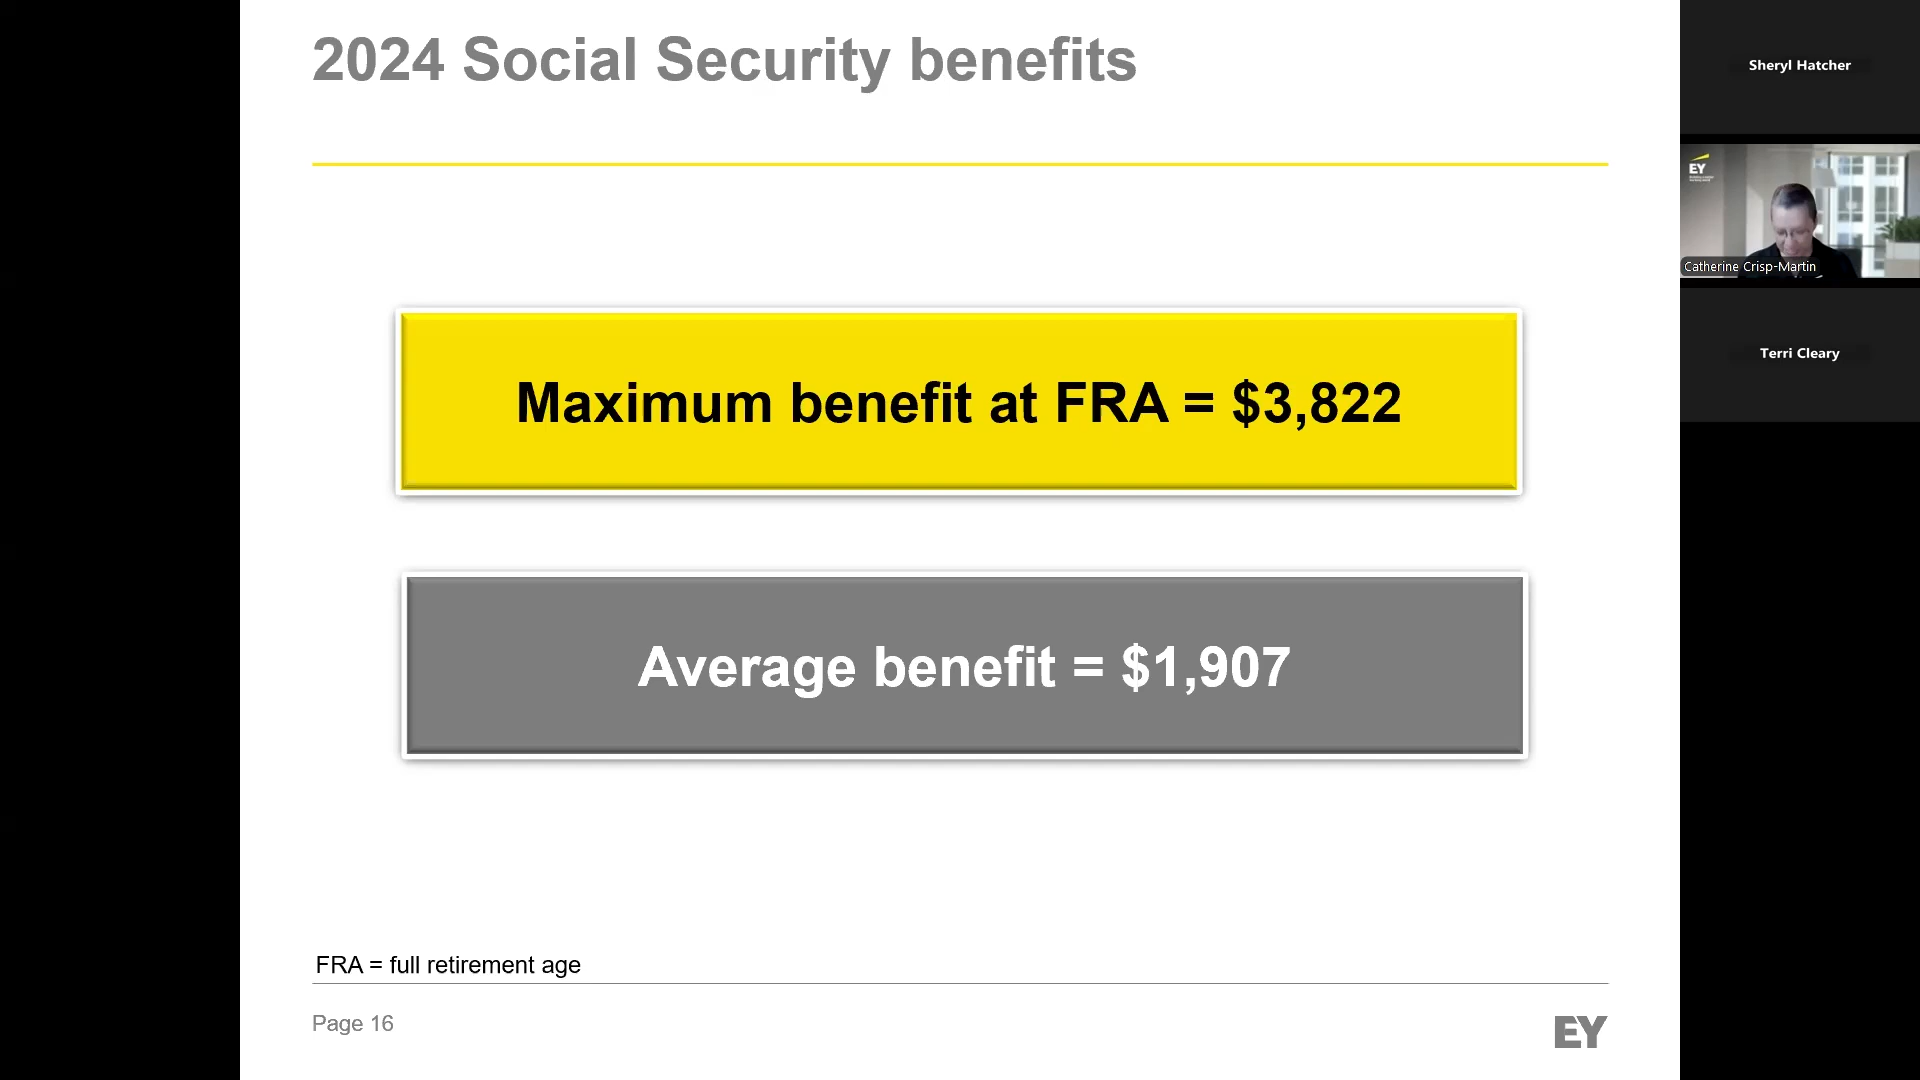 2024 Social Security benefits
Maximum benefit at FRA = $3,822
Average benefit = $1,907
FRA = full retirement age
Page 16
EY
Sheryl Hatcher
EY
Catherine Crisp-Martin
Terri Cleary